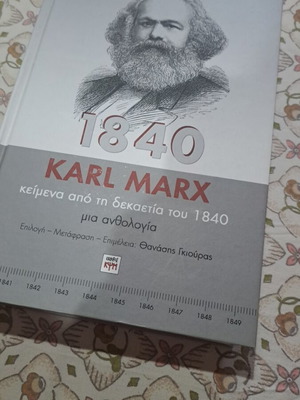 1840
KARL MARX
κείμενα από τη δεκαετία του 1840
μια ανθολογία
Επιλογή – Μετάφραση – Επιμέλεια: Θανάσης Γκιούρας
ΚΨΜ
1841 1842 1843 1844 1845 1846 1847 1848 1849